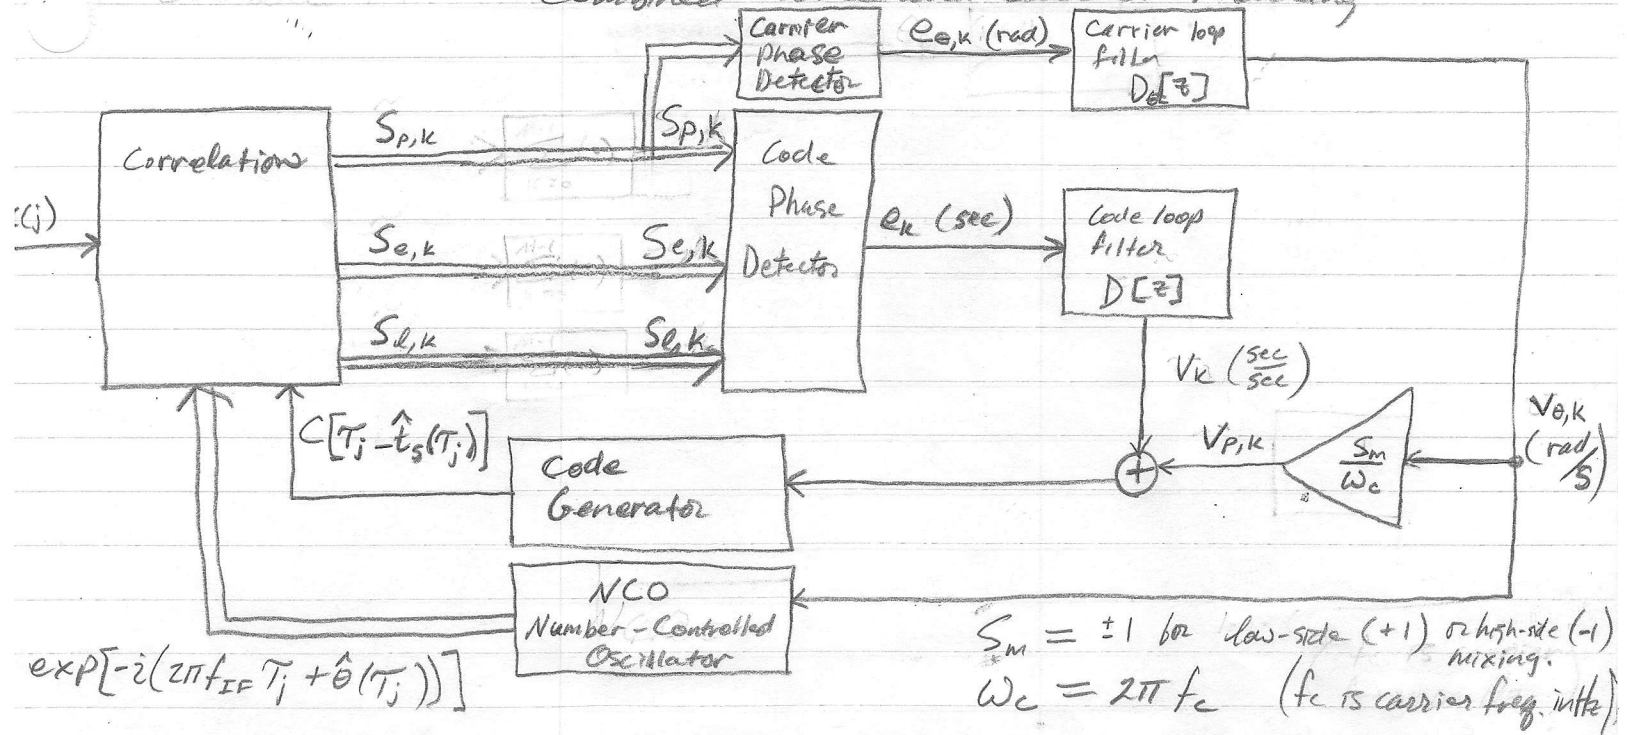 Combined
Carrier
Phase
Detector
e_θ,k (rad)
Carrier loop
filter
D_θ[z]
Correlation
S_p,k
S_p,k
Code
Phase
Detector
(j)
S_e,k
S_e,k
e_k (sec)
Code loop
filter
D[z]
S_l,k
S_l,k
V_k (sec/sec)
C[τ_j - t̂_s(τ_j)]
Code
Generator
+
V_p,k
S_m/ω_c
V_θ,k
(rad/s)
NCO
Number-Controlled
Oscillator
exp[-i(2πf_IF τ_j + θ̂(τ_j))]
S_m = ±1 for low-side (+1) or high-side (-1)
mixing.
ω_c = 2π f_c (f_c is carrier freq. in Hz)